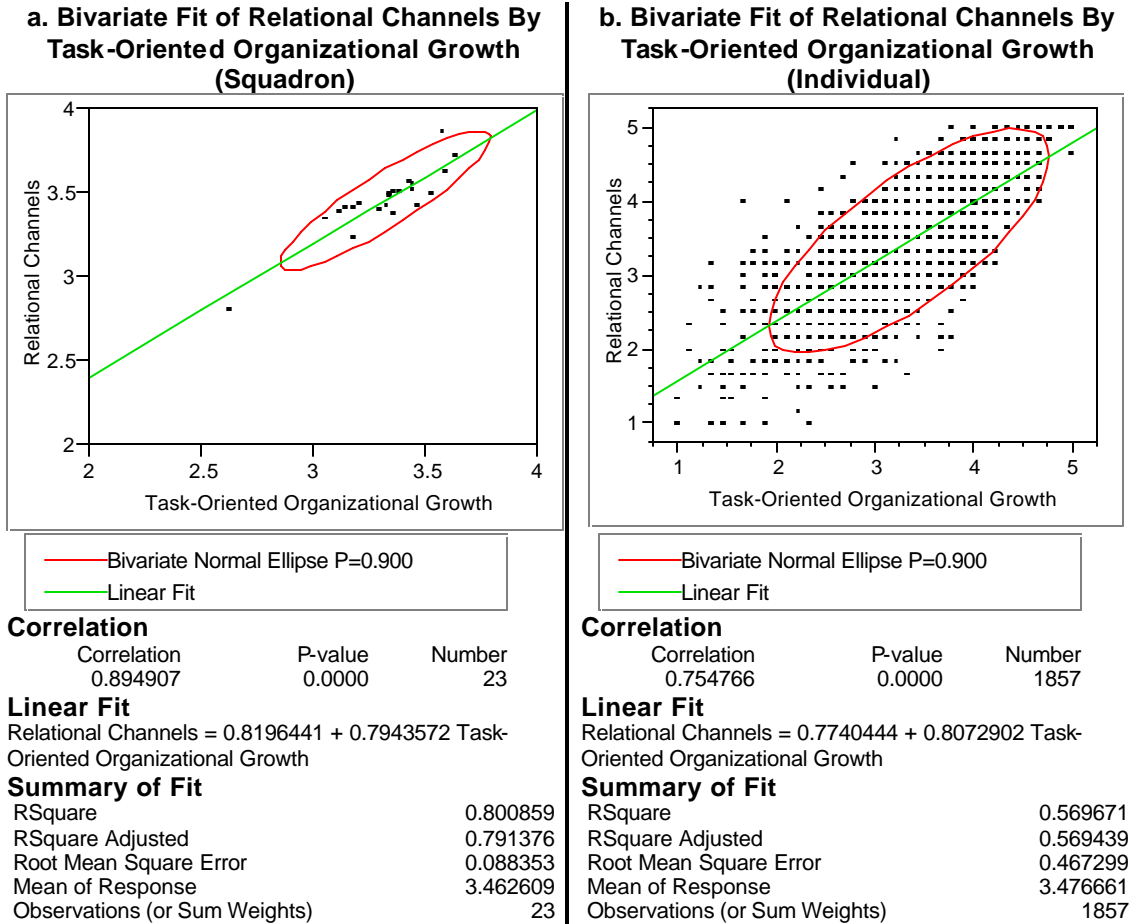 a. Bivariate Fit of Relational Channels By
Task-Oriented Organizational Growth
(Squadron)
4
3.5
3
2.5
2
Relational Channels
2
2.5
3
3.5
4
Task-Oriented Organizational Growth
Bivariate Normal Ellipse P=0.900
Linear Fit
Correlation
Correlation P-value Number
0.894907 0.0000 23
Linear Fit
Relational Channels = 0.8196441 + 0.7943572 Task-
Oriented Organizational Growth
Summary of Fit
RSquare 0.800859
RSquare Adjusted 0.791376
Root Mean Square Error 0.088353
Mean of Response 3.462609
Observations (or Sum Weights) 23
b. Bivariate Fit of Relational Channels By
Task-Oriented Organizational Growth
(Individual)
5
4
3
2
1
Relational Channels
1
2
3
4
5
Task-Oriented Organizational Growth
Bivariate Normal Ellipse P=0.900
Linear Fit
Correlation
Correlation P-value Number
0.754766 0.0000 1857
Linear Fit
Relational Channels = 0.7740444 + 0.8072902 Task-
Oriented Organizational Growth
Summary of Fit
RSquare 0.569671
RSquare Adjusted 0.569439
Root Mean Square Error 0.467299
Mean of Response 3.476661
Observations (or Sum Weights) 1857